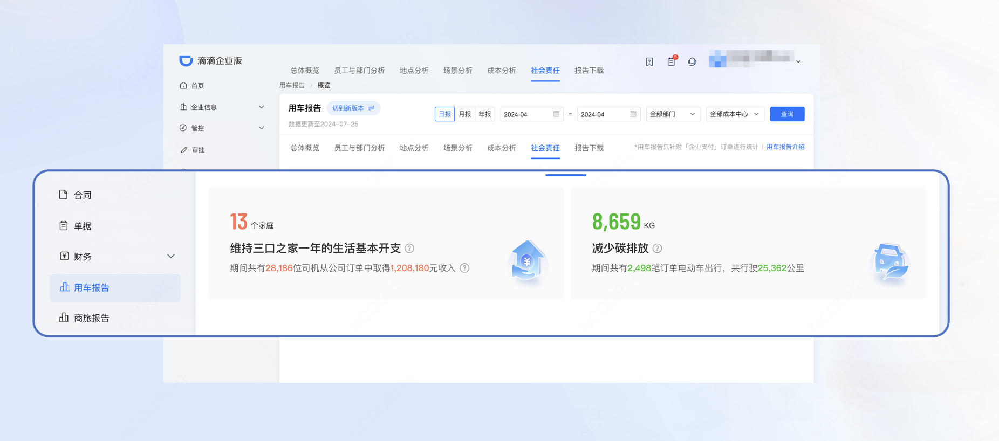 滴滴企业版
总体概览 员工与部门分析 地点分析 场景分析 成本分析 社会责任 报告下载
5
首页
用车报告 > 概览
企业信息
管控
审批
用车报告 切到新版本
数据更新至2024-07-25
日报 月报 年报 2024-04 - 2024-04 全部部门 全部成本中心 查询
总体概览 员工与部门分析 地点分析 场景分析 成本分析 社会责任 报告下载
*用车报告只针对「企业支付」订单进行统计 | 用车报告介绍
合同
单据
财务
用车报告
商旅报告
13 个家庭
维持三口之家一年的生活基本开支
期间共有28,186位司机从公司订单中取得1,208,180元收入
8,659 KG
减少碳排放
期间共有2,498笔订单电动车出行，共行驶25,362公里